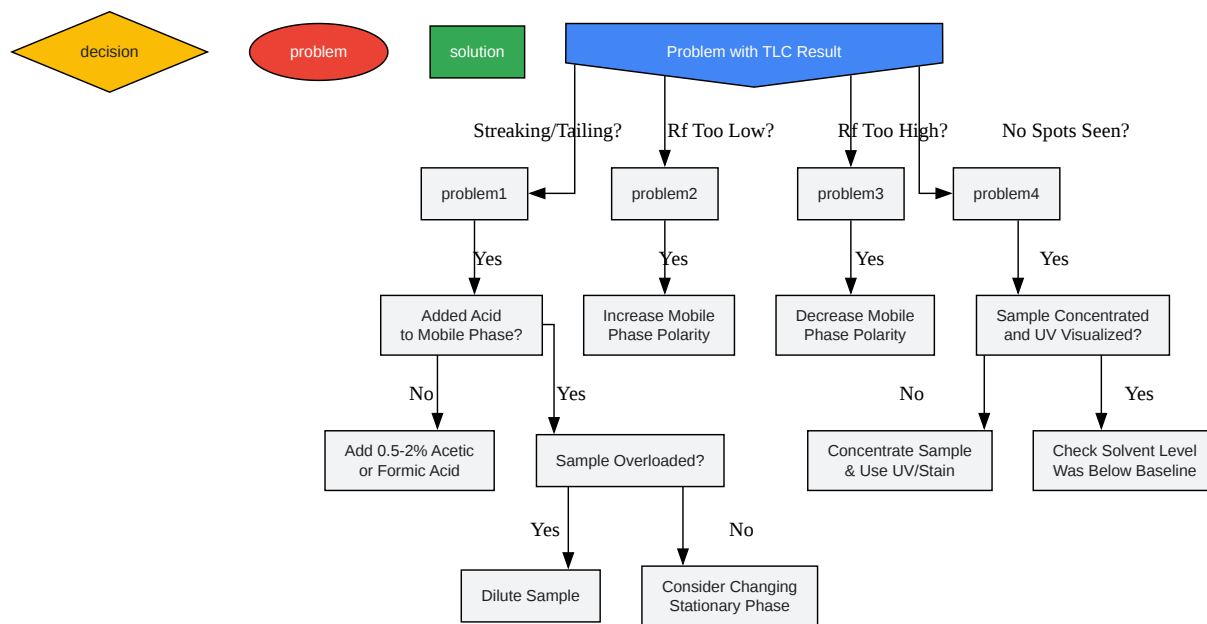 decision
problem
solution
Problem with TLC Result
Streaking/Tailing?
Rf Too Low?
Rf Too High?
No Spots Seen?
problem1
problem2
problem3
problem4
Yes
Yes
Yes
Yes
Added Acid
to Mobile Phase?
Increase Mobile
Phase Polarity
Decrease Mobile
Phase Polarity
Sample Concentrated
and UV Visualized?
No
Yes
No
Yes
Add 0.5-2% Acetic
or Formic Acid
Sample Overloaded?
Concentrate Sample
& Use UV/Stain
Check Solvent Level
Was Below Baseline
Yes
No
Dilute Sample
Consider Changing
Stationary Phase